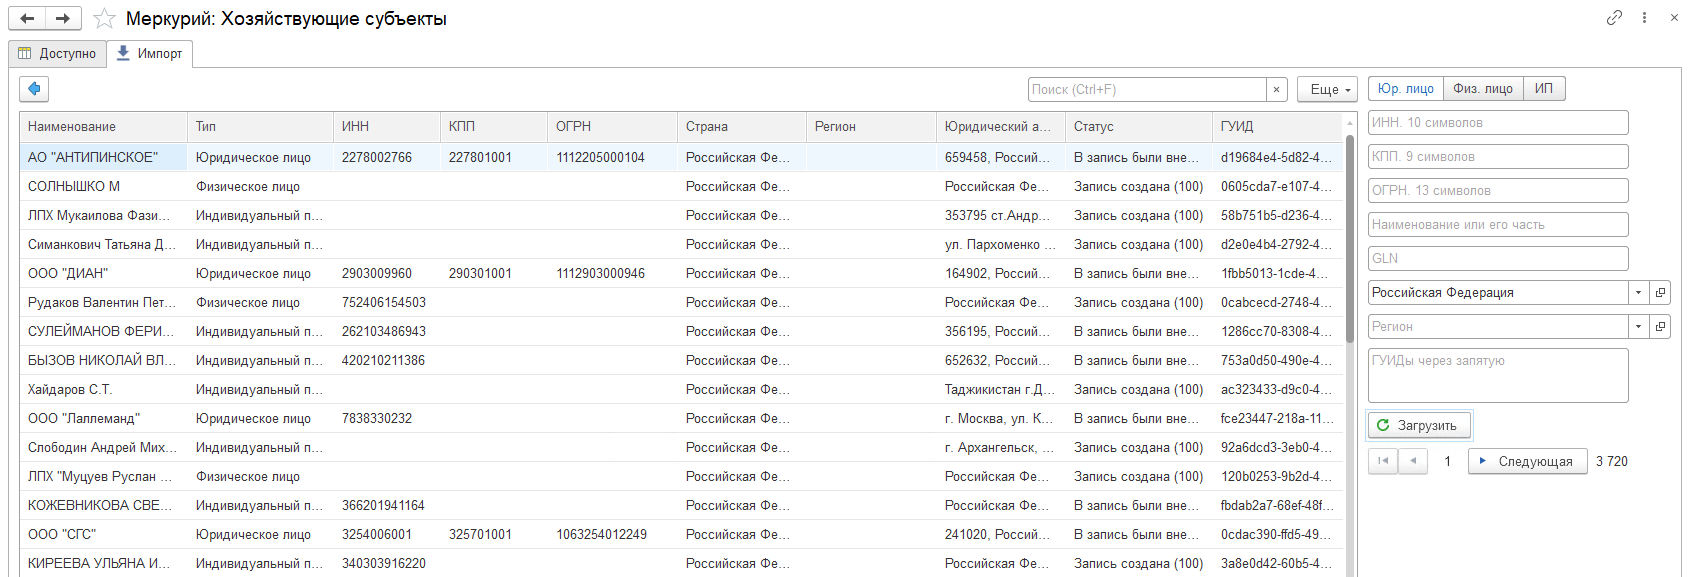 Меркурий: Хозяйствующие субъекты
Доступно Импорт
Поиск (Ctrl+F) × Еще
Юр. лицо Физ. лицо ИП
Наименование Тип ИНН КПП ОГРН Страна Регион Юридический а... Статус ГУИД
АО "АНТИПИНСКОЕ" Юридическое лицо 2278002766 227801001 1112205000104 Российская Фе... 659458, Россий... В запись были вне... d19684e4-5d82-4...
СОЛНЫШКО М Физическое лицо Российская Фе... Российская Фе... Запись создана (100) 0605cda7-e107-4...
ЛПХ Мукаилова Фази... Индивидуальный п... Российская Фе... 353795 ст.Андр... Запись создана (100) 58b751b5-d236-4...
Симанкович Татьяна Д... Индивидуальный п... Российская Фе... ул. Пархоменко ... Запись создана (100) d2e0e4b4-2792-4...
ООО "ДИАН" Юридическое лицо 2903009960 290301001 1112903000946 Российская Фе... 164902, Россий... В запись были вне... 1fbb5013-1cde-4...
Рудаков Валентин Пет... Физическое лицо 752406154503 Российская Фе... Российская Фе... Запись создана (100) 0cabcecd-2748-4...
СУЛЕЙМАНОВ ФЕРИ... Индивидуальный п... 262103486943 Российская Фе... 356195, Россий... В запись были вне... 1286cc70-8308-4...
БЫЗОВ НИКОЛАЙ ВЛ... Индивидуальный п... 420210211386 Российская Фе... 652632, Россий... В запись были вне... 753a0d50-490e-4...
Хайдаров С.Т. Индивидуальный п... Российская Фе... Таджикистан г.Д... Запись создана (100) ac323433-d9c0-4...
ООО "Лаллеманд" Юридическое лицо 7838330232 Российская Фе... г. Москва, ул. К... В запись были вне... fce23447-218a-11...
Слободин Андрей Мих... Индивидуальный п... Российская Фе... г. Архангельск, ... Запись создана (100) 92a6dcd3-3eb0-4...
ЛПХ "Муцуев Руслан ... Физическое лицо Российская Фе... Российская Фе... Запись создана (100) 120b0253-9b2d-4...
КОЖЕВНИКОВА СВЕ... Индивидуальный п... 366201941164 Российская Фе... Российская Фе... В запись были вне... fbdab2a7-68ef-48f...
ООО "СГС" Юридическое лицо 3254006001 325701001 1063254012249 Российская Фе... 241020, Россий... В запись были вне... 0cdac390-ffd5-49...
КИРЕЕВА УЛЬЯНА И... Индивидуальный п... 340303916220 Российская Фе... Российская Фе... Запись создана (100) 3a8e0d42-60b5-4...
ИНН. 10 символов
КПП. 9 символов
ОГРН. 13 символов
Наименование или его часть
GLN
Российская Федерация
Регион
ГУИДы через запятую
Загрузить
1 Следующая 3 720